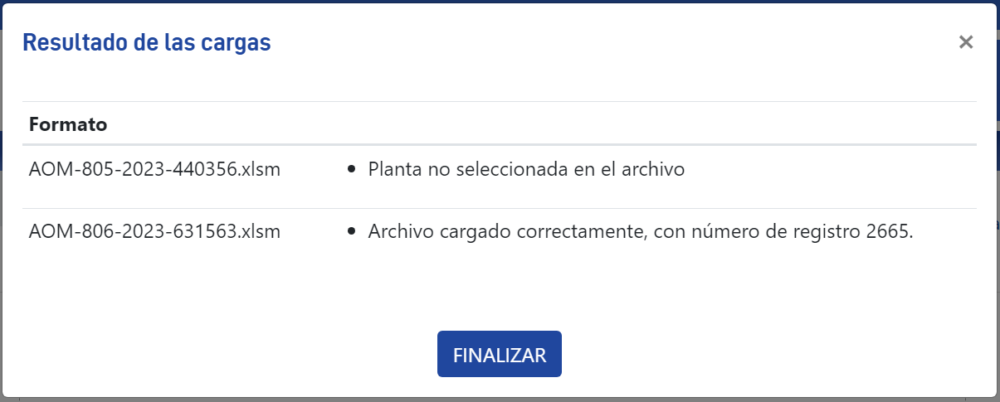 Resultado de las cargas
×
Formato
AOM-805-2023-440356.xlsm • Planta no seleccionada en el archivo
AOM-806-2023-631563.xlsm • Archivo cargado correctamente, con número de registro 2665.
FINALIZAR